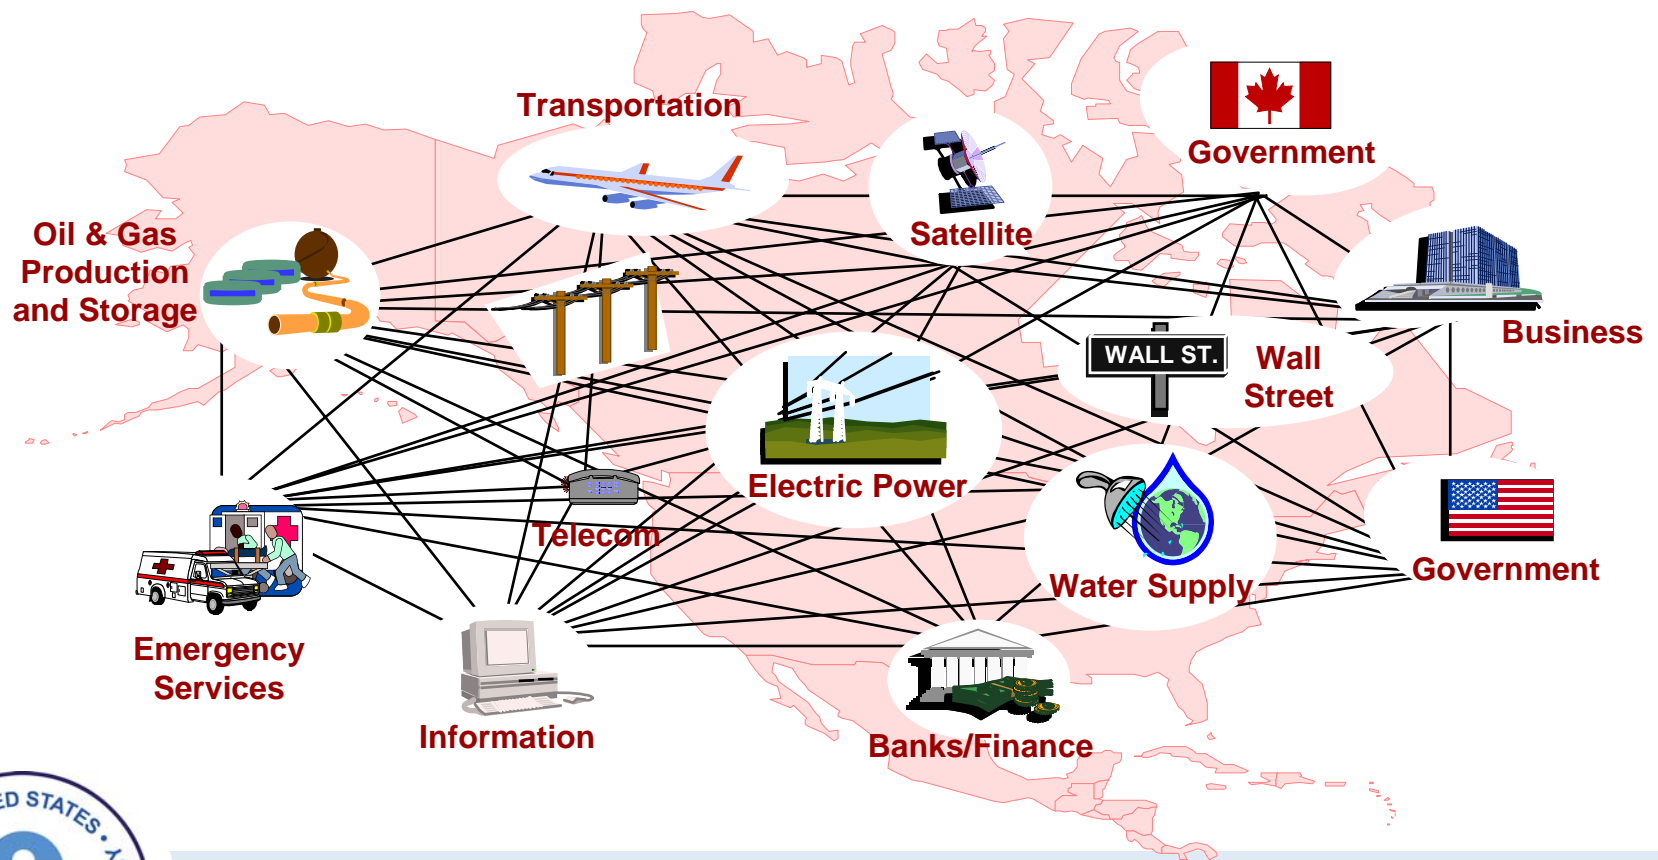 Transportation
Government
Satellite
Oil & Gas
Production
and Storage
Business
WALL ST.
Wall
Street
Electric Power
Telecom
Water Supply
Government
Emergency
Services
Information
Banks/Finance
STATES